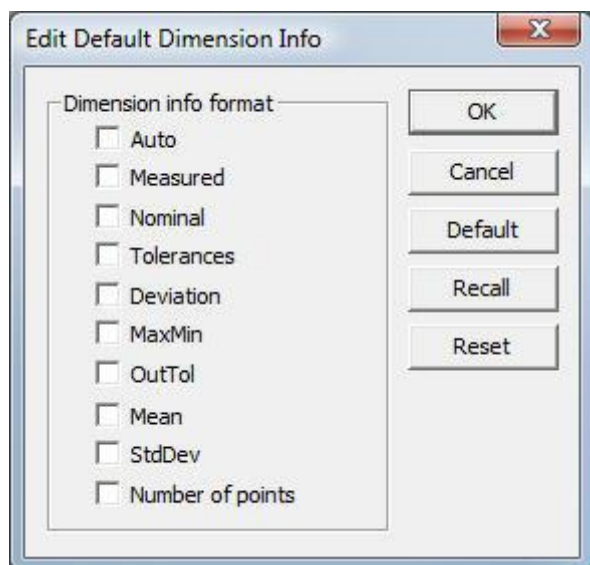 Edit Default Dimension Info
Dimension info format
Auto
Measured
Nominal
Tolerances
Deviation
MaxMin
OutTol
Mean
StdDev
Number of points
OK
Cancel
Default
Recall
Reset